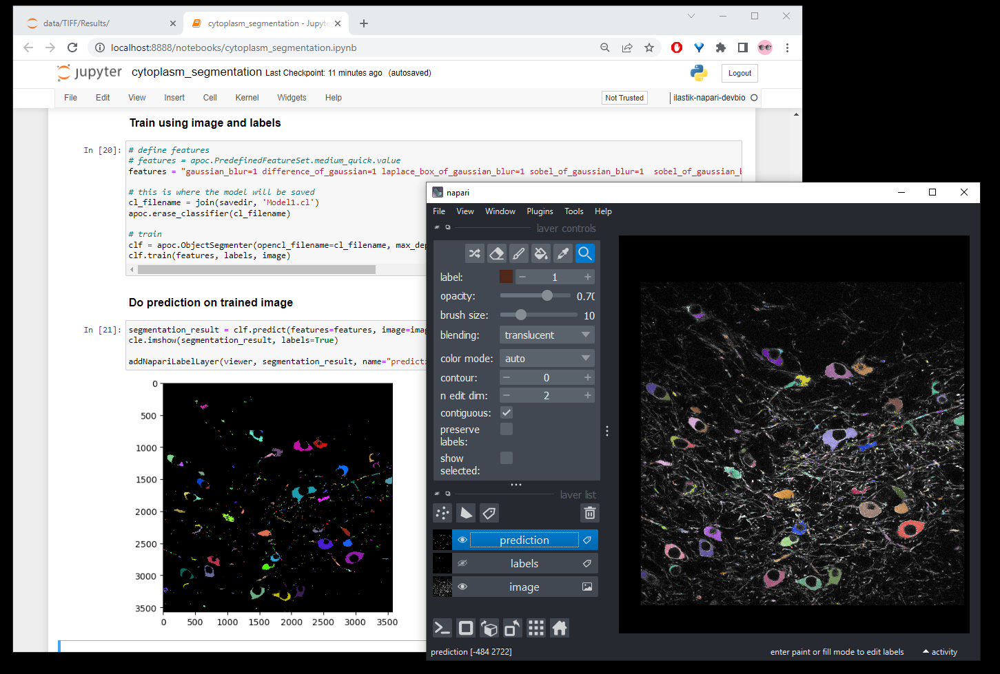 data/TIFF/Results/
cytoplasm_segmentation - Jupyte
localhost:8888/notebooks/cytoplasm_segmentation.ipynb
jupyter cytoplasm_segmentation Last Checkpoint: 11 minutes ago (autosaved)
Logout
File Edit View Insert Cell Kernel Widgets Help
Not Trusted
ilastik-napari-devbio
Train using image and labels
In [20]:
# define features
# features = apoc.PredefinedFeatureSet.medium_quick.value
features = "gaussian_blur=1 difference_of_gaussian=1 laplace_box_of_gaussian_blur=1 sobel_of_gaussian_blur=1  sobel_of_gaussian_b
# this is where the model will be saved
cl_filename = join(savedir, 'Model1.cl')
apoc.erase_classifier(cl_filename)
# train
clf = apoc.ObjectSegmenter(opencl_filename=cl_filename, max_dep
clf.train(features, labels, image)
Do prediction on trained image
In [21]:
segmentation_result = clf.predict(features=features, image=imag
cle.imshow(segmentation_result, labels=True)
addNapariLabelLayer(viewer, segmentation_result, name="predicti
0
500
1000
1500
2000
2500
3000
3500
0 500 1000 1500 2000 2500 3000 3500
napari
File View Window Plugins Tools Help
layer controls
label: 1
opacity: 0.70
brush size: 10
blending: translucent
color mode: auto
contour: 0
n edit dim: 2
contiguous:
preserve
labels:
show
selected:
layer list
prediction
labels
image
prediction [-484 2722]
enter paint or fill mode to edit labels
activity